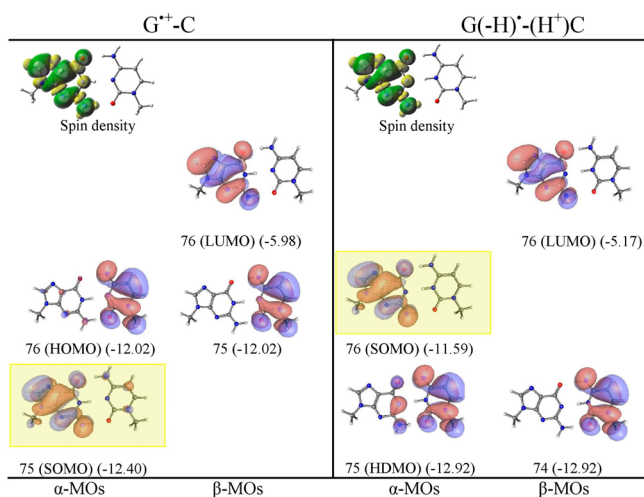 G•+-C
G(-H)•-(H+)C
Spin density
Spin density
76 (LUMO) (-5.98)
76 (LUMO) (-5.17)
76 (HOMO) (-12.02)
75 (-12.02)
76 (SOMO) (-11.59)
75 (SOMO) (-12.40)
75 (HDMO) (-12.92)
74 (-12.92)
α-MOs
β-MOs
α-MOs
β-MOs